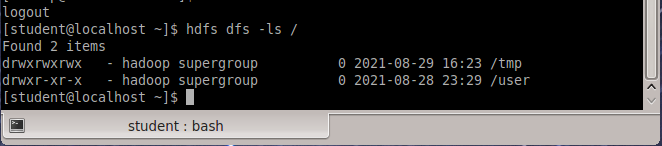 logout
[student@localhost ~]$ hdfs dfs -ls /
Found 2 items
drwxrwxrwx   - hadoop supergroup          0 2021-08-29 16:23 /tmp
drwxr-xr-x   - hadoop supergroup          0 2021-08-28 23:29 /user
[student@localhost ~]$
student : bash